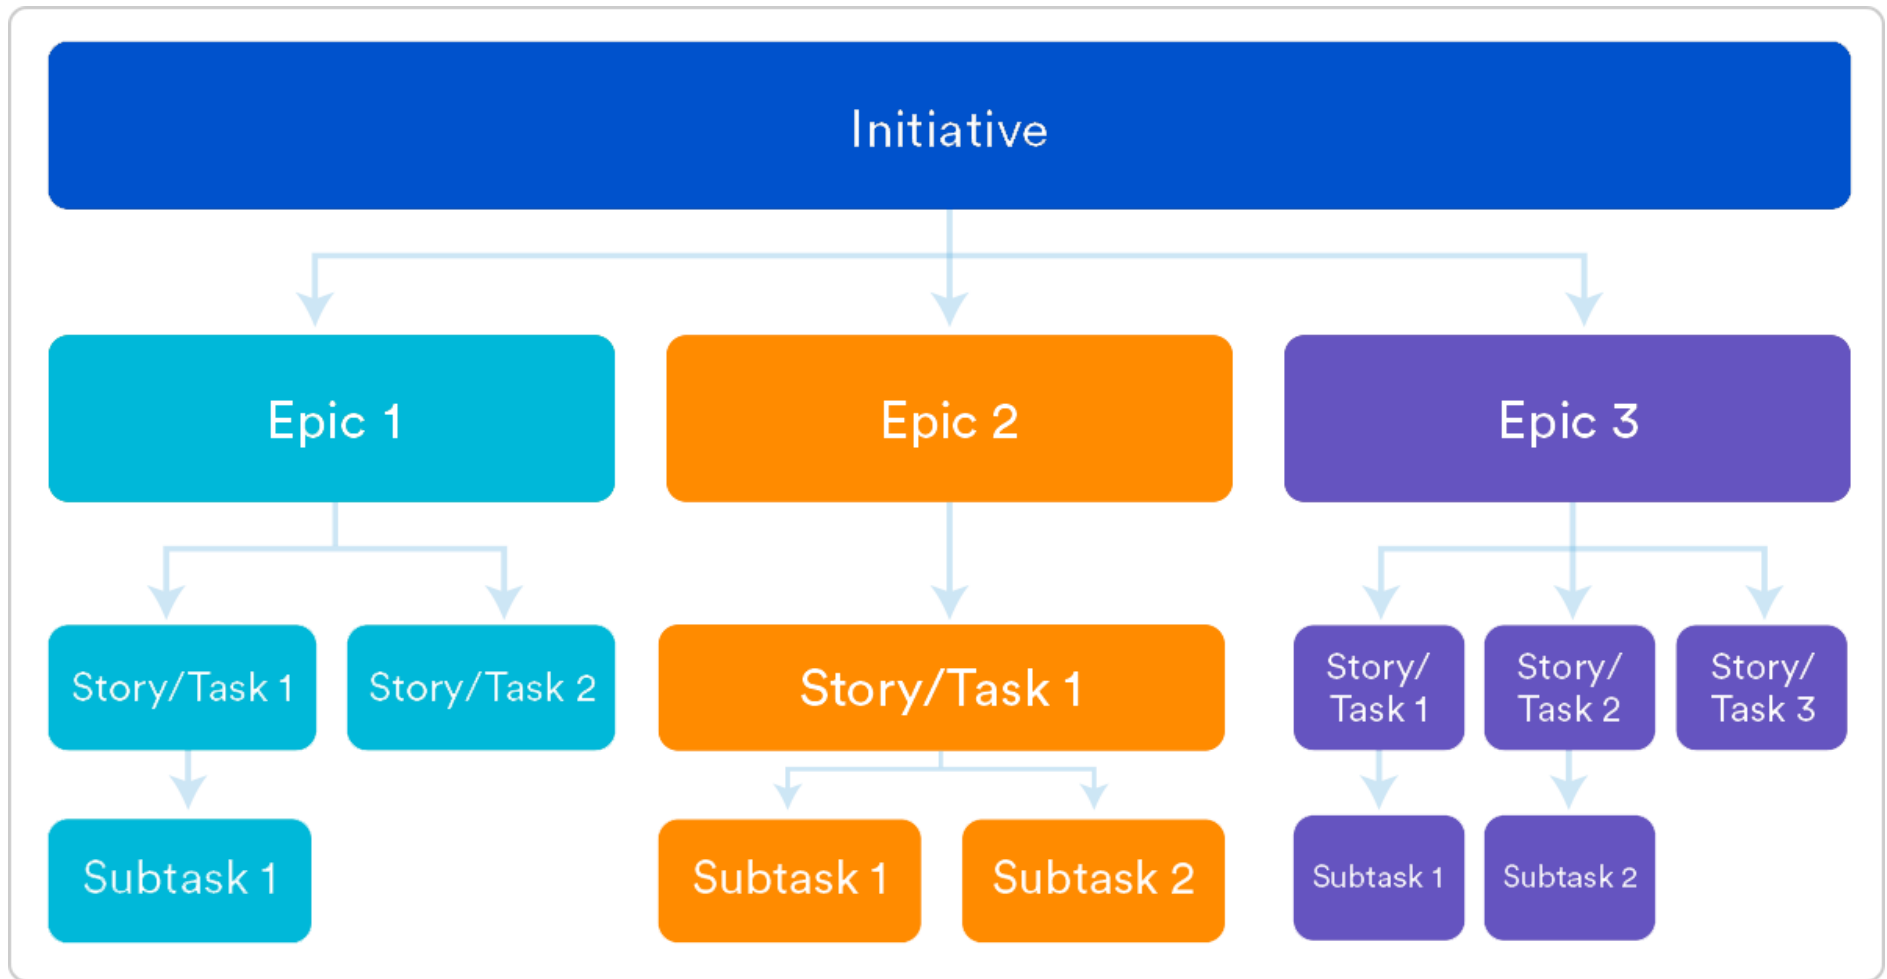 Initiative
Epic 1
Epic 2
Epic 3
Story/Task 1
Story/Task 2
Story/Task 1
Story/
Task 1
Story/
Task 2
Story/
Task 3
Subtask 1
Subtask 1
Subtask 2
Subtask 1
Subtask 2